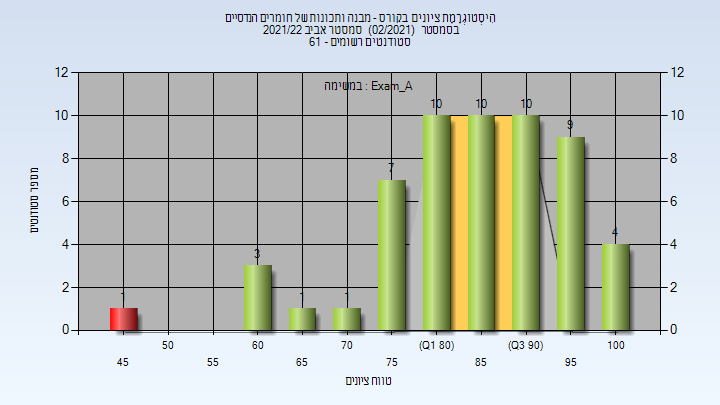 היסטוגרמת ציונים בקורס - מבנה ותכונות של חומרים הנדסיים
בסמסטר (02/2021) סמסטר אביב 2021/22
סטודנטים רשומים - 61
במשימה : Exam_A
מספר סטודנטים
12 12
10 10
8 8
6 6
4 4
2 2
0 0
1 3 1 1 7 10 10 10 9 4
45 50 55 60 65 70 75 (Q1 80) 85 (Q3 90) 95 100
טווח ציונים